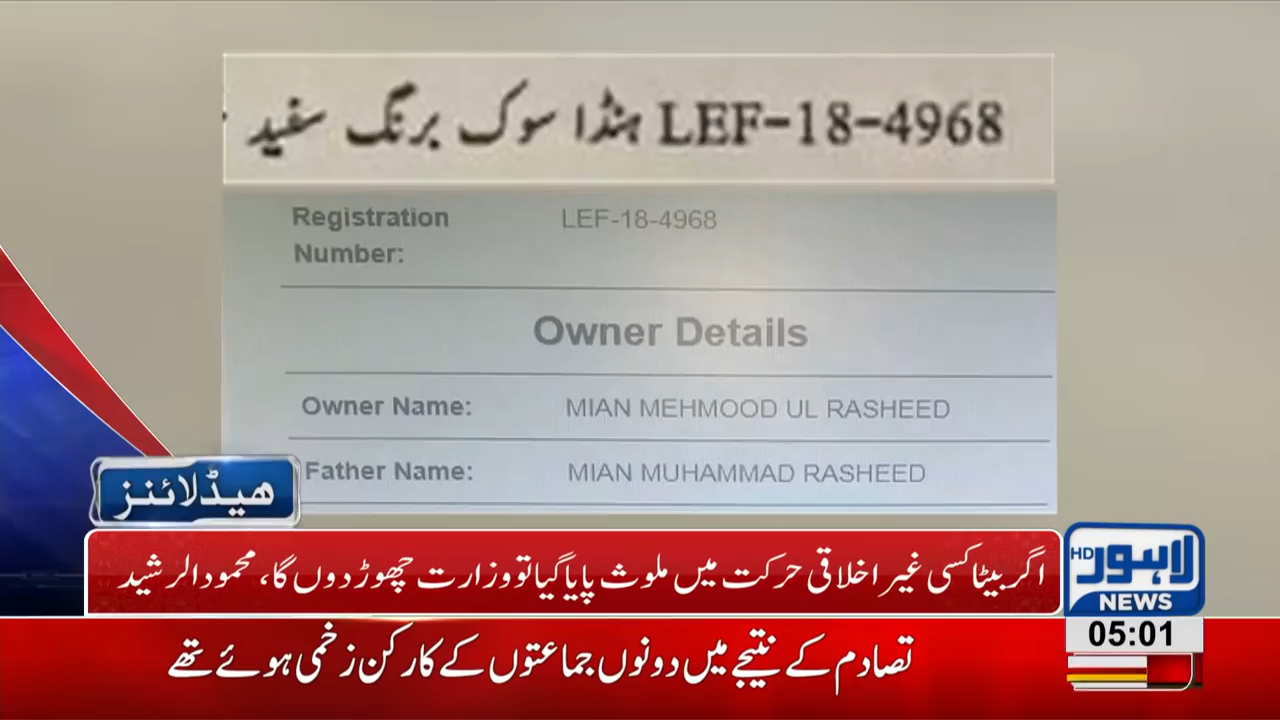 LEF-18-4968 ہنڈا سوک برنگ سفید
Registration Number: LEF-18-4968
Owner Details
Owner Name: MIAN MEHMOOD UL RASHEED
Father Name: MIAN MUHAMMAD RASHEED
ھیڈلائنز
اگر بیٹا کسی غیر اخلاقی حرکت میں ملوث پایا گیا تو وزارت چھوڑ دوں گا، محمود الرشید
HD لاہور
NEWS
05:01
تصادم کے نتیجے میں دونوں جماعتوں کے کارکن زخمی ہوئے تھے